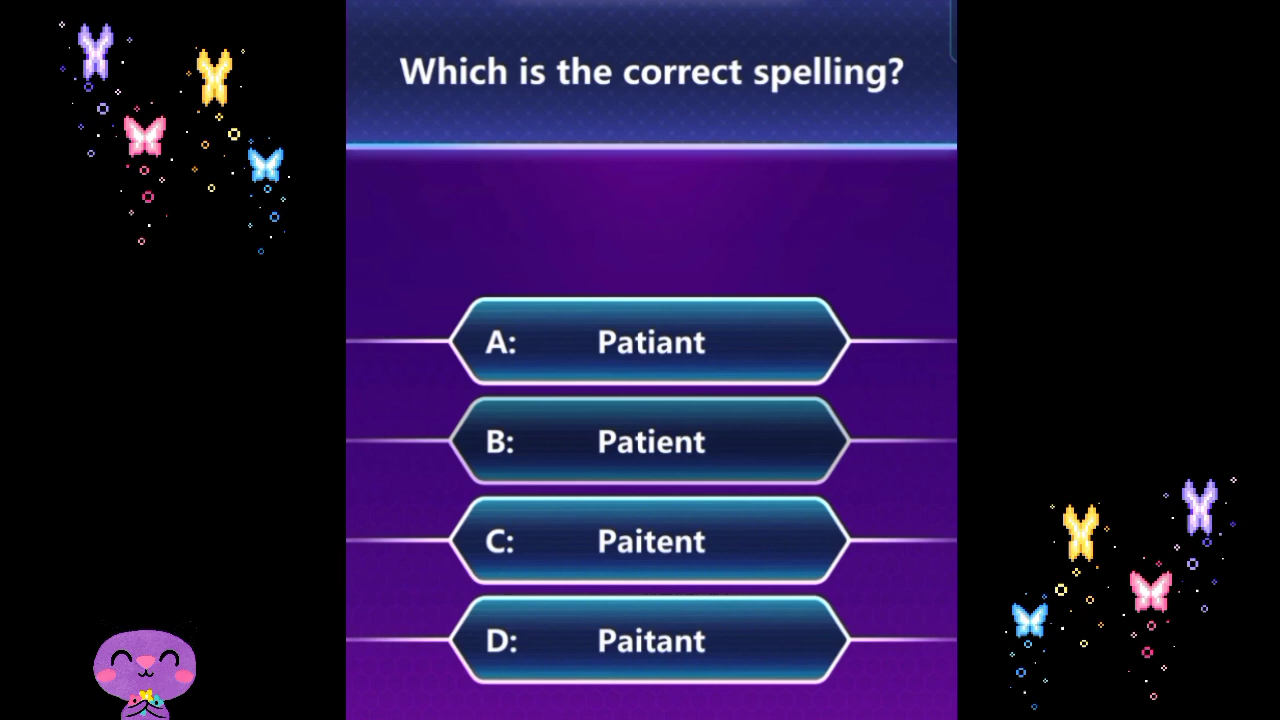 Which is the correct spelling?
A: Patiant
B: Patient
C: Paitent
D: Paitant